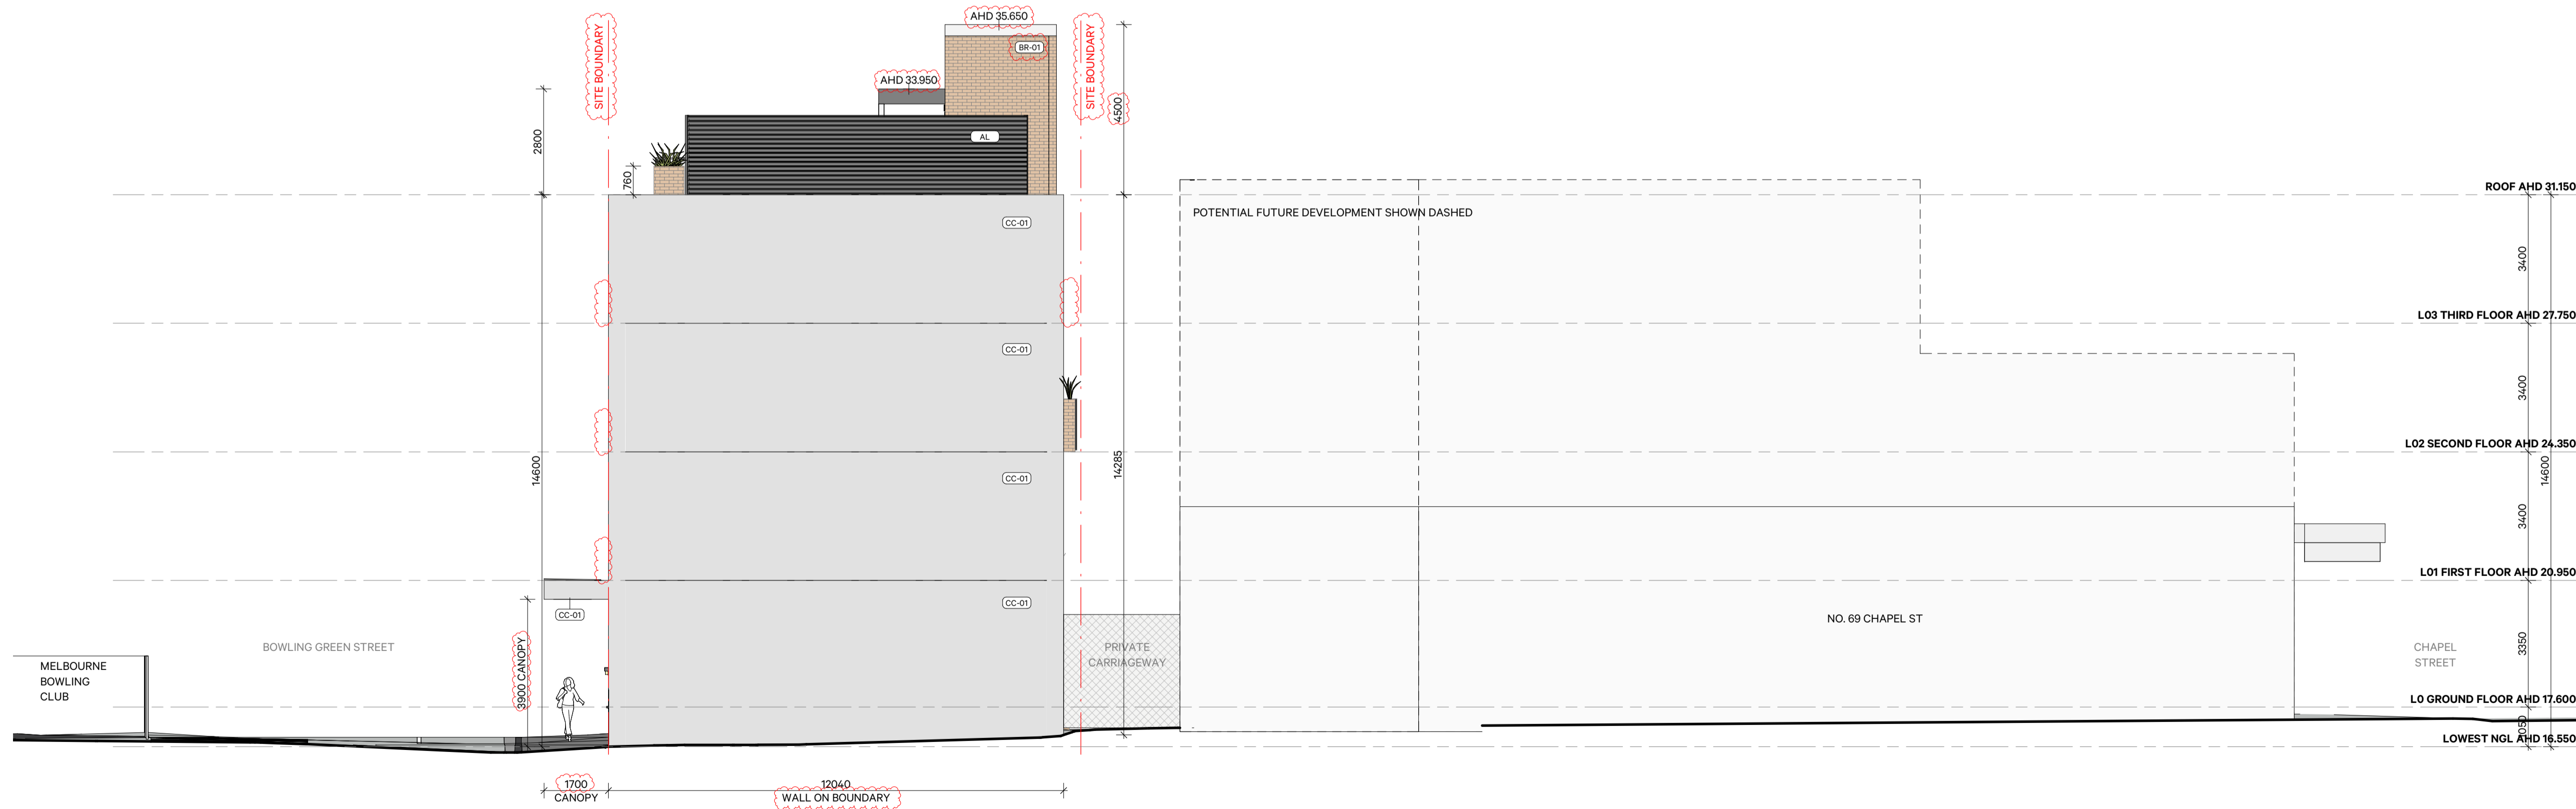 AHD 35.650
SITE BOUNDARY
SITE BOUNDARY
BR-01
AHD 33.950
4500
2800
AL
760
ROOF AHD 31.150
POTENTIAL FUTURE DEVELOPMENT SHOWN DASHED
CC-01
3400
L03 THIRD FLOOR AHD 27.750
CC-01
3400
L02 SECOND FLOOR AHD 24.350
14600
14285
14600
CC-01
3400
L01 FIRST FLOOR AHD 20.950
CC-01
CC-01
NO. 69 CHAPEL ST
BOWLING GREEN STREET
PRIVATE
CARRIAGEWAY
CHAPEL
STREET
3350
MELBOURNE
BOWLING
CLUB
3900 CANOPY
L0 GROUND FLOOR AHD 17.600
1050
LOWEST NGL AHD 16.550
1700
CANOPY
12040
WALL ON BOUNDARY